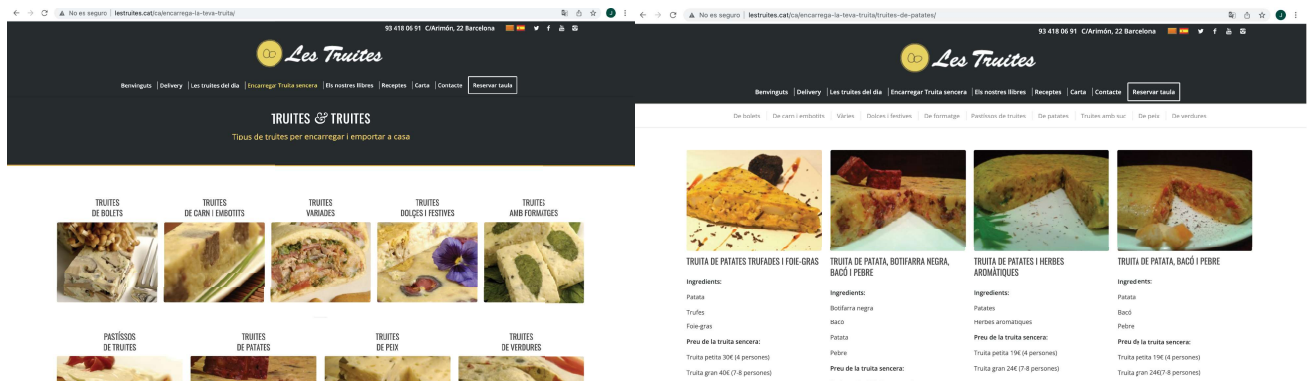 No es seguro | lestruites.cat/ca/encarrega-la-teva-truita/
93 418 06 91 C/Arimón, 22 Barcelona
Les Truites
Benvinguts | Delivery | Les truites del dia | Encarregar Truita sencera | Els nostres llibres | Receptes | Carta | Contacte | Reservar taula
TRUITES & TRUITES
Tipus de truites per encarregar i emportar a casa
TRUITES
DE BOLETS
TRUITES
DE CARN I EMBOTITS
TRUITES
VARIADES
TRUITES
DOLÇES I FESTIVES
TRUITES
AMB FORMATGES
PASTÍSSOS
DE TRUITES
TRUITES
DE PATATES
TRUITES
DE PEIX
TRUITES
DE VERDURES
No es seguro | lestruites.cat/ca/encarrega-la-teva-truita/truites-de-patates/
93 418 06 91 C/Arimón, 22 Barcelona
Les Truites
Benvinguts | Delivery | Les truites del dia | Encarregar Truita sencera | Els nostres llibres | Receptes | Carta | Contacte | Reservar taula
De bolets | De carn i embotits | Vàries | Dolces i festives | De formatge | Pastissos de truites | De patates | Truites amb suc | De peix | De verdures
TRUITA DE PATATES TRUFADES I FOIE-GRAS
Ingredients:
Patata
Trufes
Foie-gras
Preu de la truita sencera:
Truita petita 30€ (4 persones)
Truita gran 40€ (7-8 persones)
TRUITA DE PATATA, BOTIFARRA NEGRA,
BACÓ I PEBRE
Ingredients:
Botifarra negra
Bacó
Patata
Pebre
Preu de la truita sencera:
TRUITA DE PATATES I HERBES
AROMÀTIQUES
Ingredients:
Patates
Herbes aromàtiques
Preu de la truita sencera:
Truita petita 19€ (4 persones)
Truita gran 24€ (7-8 persones)
TRUITA DE PATATA, BACÓ I PEBRE
Ingredients:
Patata
Bacó
Pebre
Preu de la truita sencera:
Truita petita 19€ (4 persones)
Truita gran 24€(7-8 persones)